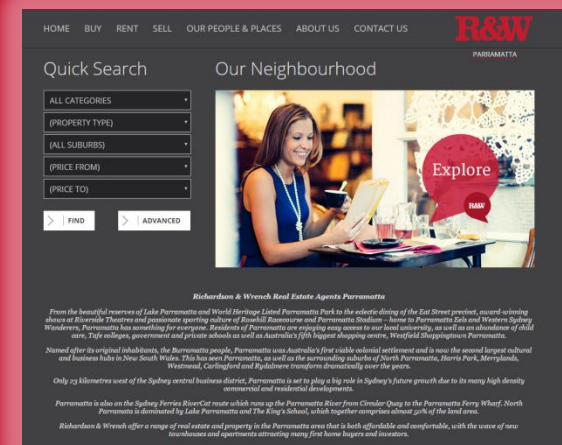 HOME BUY RENT SELL OUR PEOPLE & PLACES ABOUT US CONTACT US
R&W
PARRAMATTA
Quick Search
Our Neighbourhood
ALL CATEGORIES
(PROPERTY TYPE)
(ALL SUBURBS)
(PRICE FROM)
(PRICE TO)
FIND
ADVANCED
Explore
R&W
Richardson & Wrench Real Estate Agents Parramatta
From the beautiful reserves of Lake Parramatta and World Heritage Listed Parramatta Park to the eclectic dining of the Eat Street precinct, award-winning
shows at Riverside Theatres and passionate sporting culture of Rosehill Racecourse and Parramatta Stadium – home to Parramatta Eels and Western Sydney
Wanderers, Parramatta has something for everyone. Residents of Parramatta are enjoying easy access to our local university, as well as an abundance of child
care, Tafe colleges, government and private schools as well as Australia's fifth biggest shopping centre, Westfield Shoppingtown Parramatta.
Named after its original inhabitants, the Burramatta people, Parramatta was Australia's first viable colonial settlement and is now the second largest cultural
and business hubs in New South Wales. This has seen Parramatta, as well as the surrounding suburbs of North Parramatta, Harris Park, Merrylands,
Westmead, Carlingford and Rydalmere transform dramatically over the years.
Only 23 kilometres west of the Sydney central business district, Parramatta is set to play a big role in Sydney's future growth due to its many high density
commercial and residential developments.
Parramatta is also on the Sydney Ferries RiverCat route which runs up the Parramatta River from Circular Quay to the Parramatta Ferry Wharf. North
Parramatta is dominated by Lake Parramatta and The King's School, which together comprises almost 50% of the land area.
Richardson & Wrench offer a range of real estate and property in the Parramatta area that is both affordable and comfortable, with the wave of new
townhouses and apartments attracting many first home buyers and investors.